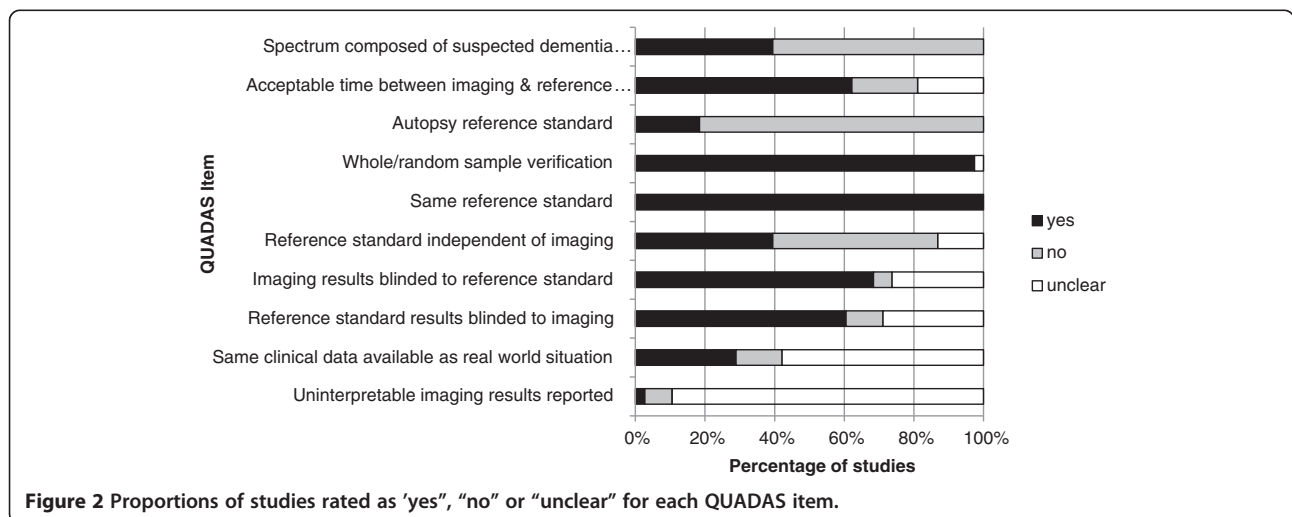 Spectrum composed of suspected dementia…
Acceptable time between imaging & reference…
Autopsy reference standard
Whole/random sample verification
Same reference standard
Reference standard independent of imaging
Imaging results blinded to reference standard
Reference standard results blinded to imaging
Same clinical data available as real world situation
Uninterpretable imaging results reported
QUADAS Item
0% 20% 40% 60% 80% 100%
Percentage of studies
yes
no
unclear
Figure 2 Proportions of studies rated as ’yes”, “no” or “unclear” for each QUADAS item.